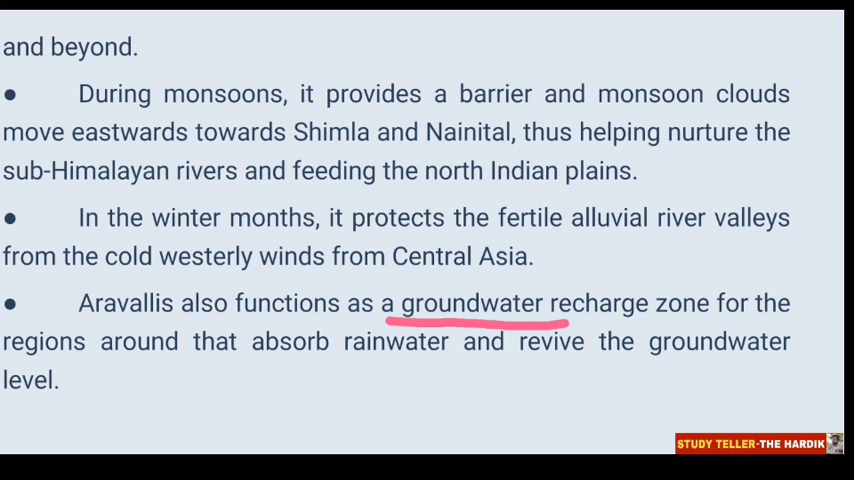 and beyond.
● During monsoons, it provides a barrier and monsoon clouds
move eastwards towards Shimla and Nainital, thus helping nurture the
sub-Himalayan rivers and feeding the north Indian plains.
● In the winter months, it protects the fertile alluvial river valleys
from the cold westerly winds from Central Asia.
● Aravallis also functions as a groundwater recharge zone for the
regions around that absorb rainwater and revive the groundwater
level.
STUDY TELLER-THE HARDIK